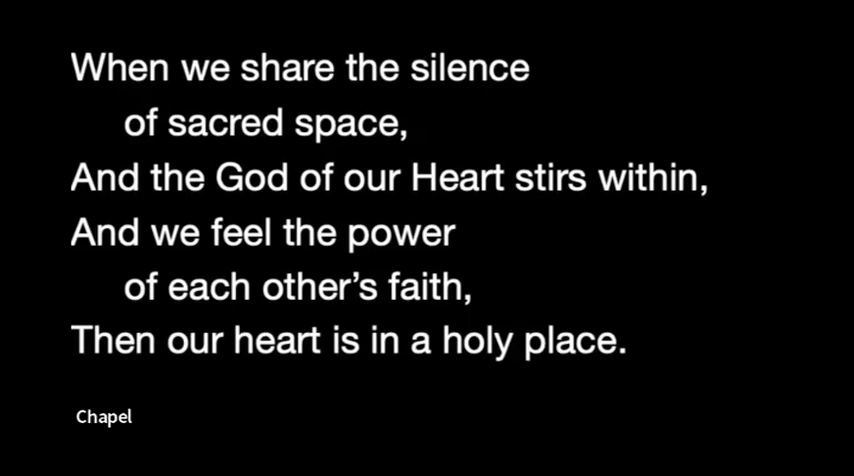 When we share the silence
of sacred space,
And the God of our Heart stirs within,
And we feel the power
of each other’s faith,
Then our heart is in a holy place.
Chapel